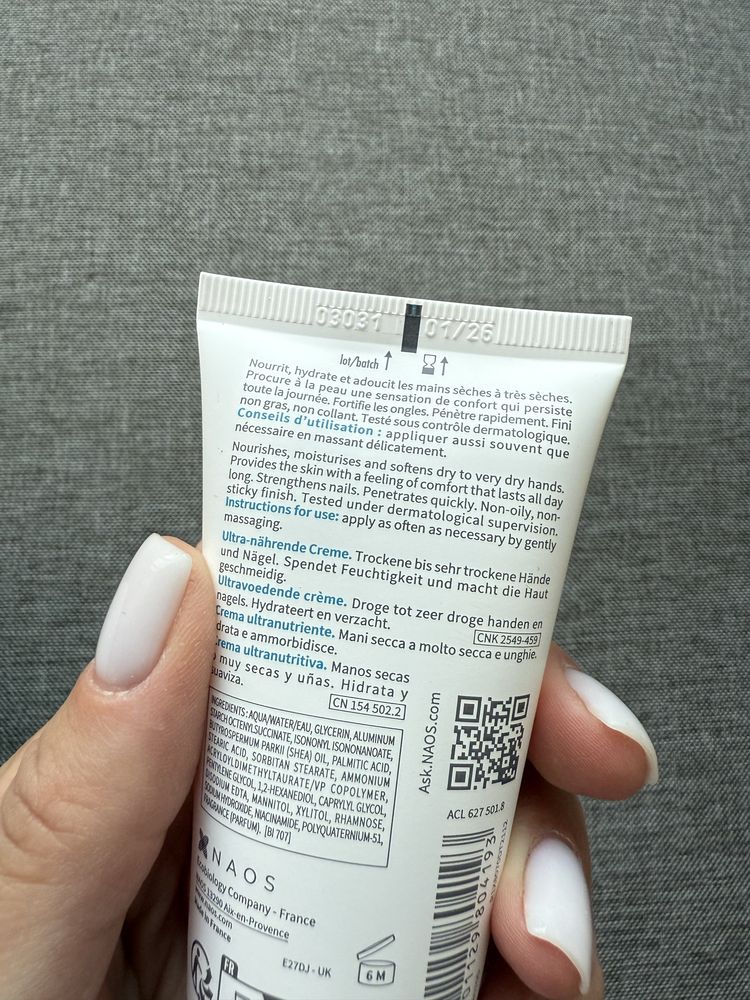 03031 01/26
lot/batch
Nourrit, hydrate et adoucit les mains sèches à très sèches.
Procure à la peau une sensation de confort qui persiste
toute la journée. Fortifie les ongles. Pénètre rapidement. Fini
non gras, non collant. Testé sous contrôle dermatologique.
Conseils d'utilisation : appliquer aussi souvent que
nécessaire en massant délicatement.
Nourishes, moisturises and softens dry to very dry hands.
Provides the skin with a feeling of comfort that lasts all day
long. Strengthens nails. Penetrates quickly. Non-oily, non-
sticky finish. Tested under dermatological supervision.
Instructions for use: apply as often as necessary by gently
massaging.
Ultra-nährende Creme. Trockene bis sehr trockene Hände
und Nägel. Spendet Feuchtigkeit und macht die Haut
geschmeidig.
Ultravoedende crème. Droge tot zeer droge handen en
nagels. Hydrateert en verzacht.
CNK 2549-459
Crema ultranutriente. Mani secca a molto secca e unghie.
drata e ammorbidisce.
Crema ultranutritiva. Manos secas
o muy secas y uñas. Hidrata y
suaviza.
CN 154 502.2
INGREDIENTS: AQUA/WATER/EAU, GLYCERIN, ALUMINUM
STARCH OCTENYLSUCCINATE, ISONONYL ISONONANOATE,
BUTYROSPERMUM PARKII (SHEA) OIL, PALMITIC ACID,
STEARIC ACID, SORBITAN STEARATE, AMMONIUM
ACRYLOYLDIMETHYLTAURATE/VP COPOLYMER,
PENTYLENE GLYCOL, 1,2-HEXANEDIOL, CAPRYLYL GLYCOL,
DISODIUM EDTA, MANNITOL, XYLITOL, RHAMNOSE,
SODIUM HYDROXIDE, NIACINAMIDE, POLYQUATERNIUM-51,
FRAGRANCE (PARFUM). [BI 707]
Ask.NAOS.com
ACL 627 501.8
NAOS
Ecobiology Company - France
NAOS 13290 Aix-en-Provence
www.naos.com
Made in France
E27DJ - UK
6 M
FR